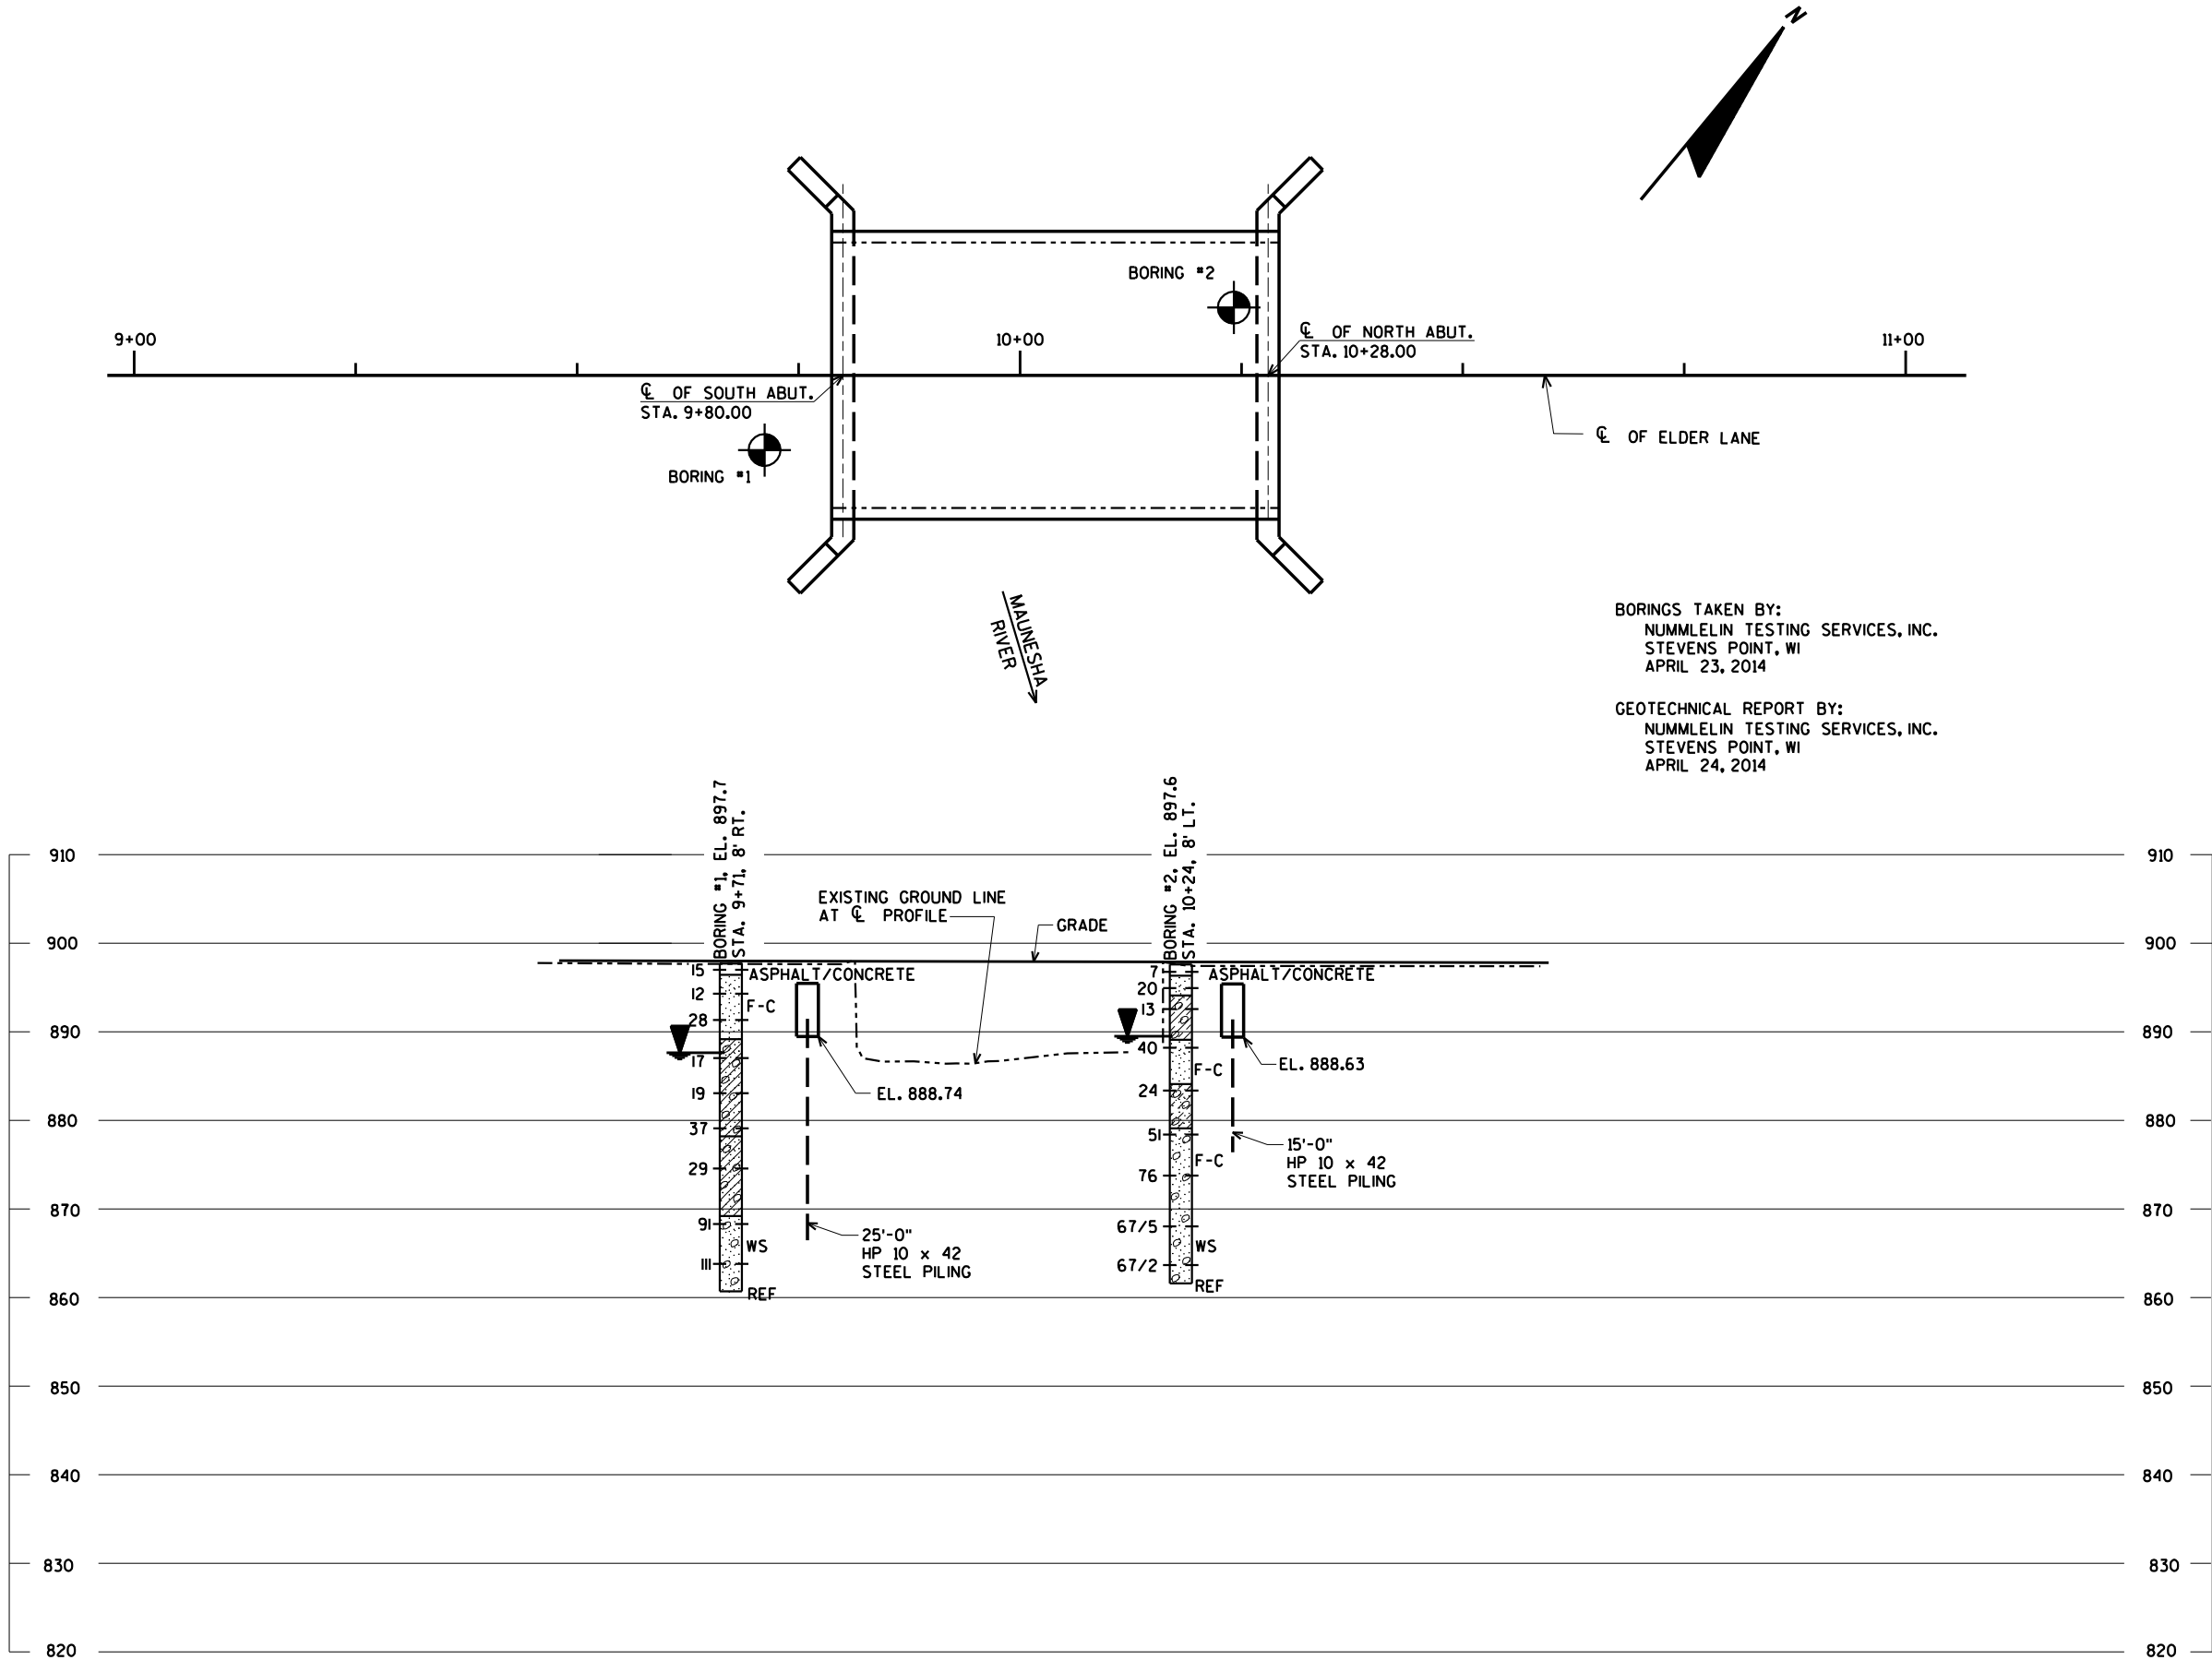 N
BORING #2
9+00
10+00
11+00
℄ OF NORTH ABUT.
STA. 10+28.00
℄ OF SOUTH ABUT.
STA. 9+80.00
℄ OF ELDER LANE
BORING #1
MAUNESHA
RIVER
BORINGS TAKEN BY:
NUMMLELIN TESTING SERVICES, INC.
STEVENS POINT, WI
APRIL 23, 2014
GEOTECHNICAL REPORT BY:
NUMMLELIN TESTING SERVICES, INC.
STEVENS POINT, WI
APRIL 24, 2014
BORING #1, EL. 897.7
STA. 9+71, 8' RT.
BORING #2, EL. 897.6
STA. 10+24, 8' LT.
910
910
EXISTING GROUND LINE
AT ℄ PROFILE
GRADE
900
900
15
ASPHALT/CONCRETE
12
F-C
28
17
19
37
29
91
WS
111
REF
EL. 888.74
25'-0"
HP 10 x 42
STEEL PILING
7
ASPHALT/CONCRETE
20
13
40
F-C
24
51
F-C
76
67/5
WS
67/2
REF
EL. 888.63
15'-0"
HP 10 x 42
STEEL PILING
890
890
880
880
870
870
860
860
850
850
840
840
830
830
820
820